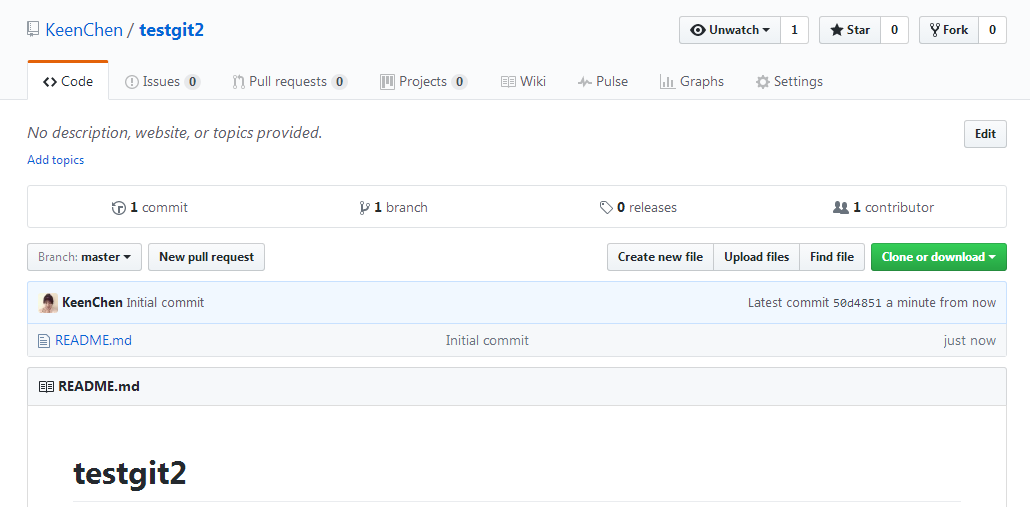 KeenChen / testgit2 Unwatch 1 Star 0 Fork 0
Code Issues 0 Pull requests 0 Projects 0 Wiki Pulse Graphs Settings
No description, website, or topics provided. Edit
Add topics
1 commit 1 branch 0 releases 1 contributor
Branch: master New pull request Create new file Upload files Find file Clone or download
KeenChen Initial commit Latest commit 50d4851 a minute from now
README.md Initial commit just now
README.md
testgit2